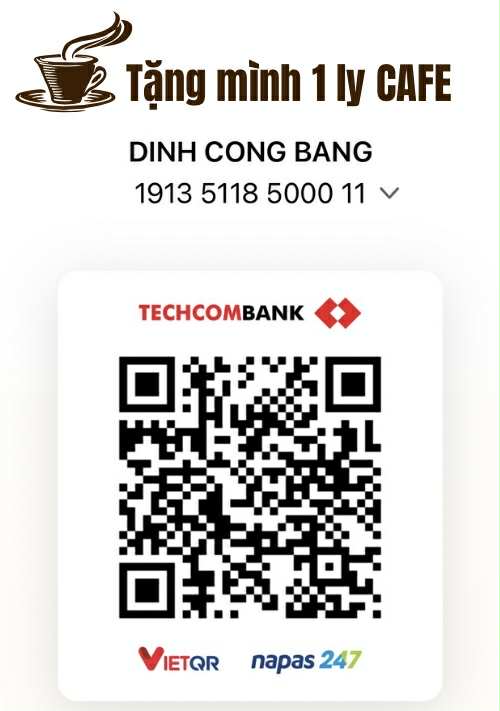 Tặng mình 1 ly CAFE
DINH CONG BANG
1913 5118 5000 11
TECHCOMBANK
VIETQR
napas 247